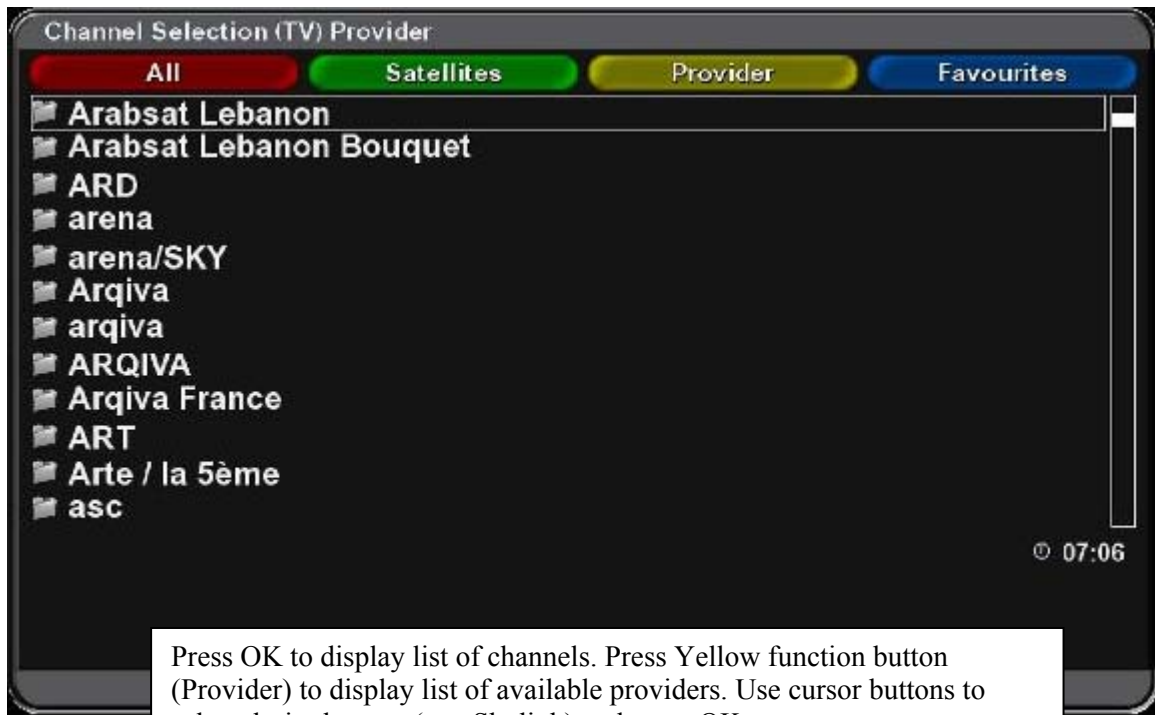 Channel Selection (TV) Provider
All Satellites Provider Favourites
Arabsat Lebanon
Arabsat Lebanon Bouquet
ARD
arena
arena/SKY
Arqiva
arqiva
ARQIVA
Arqiva France
ART
Arte / la 5ème
asc
07:06
Press OK to display list of channels. Press Yellow function button
(Provider) to display list of available providers. Use cursor buttons to